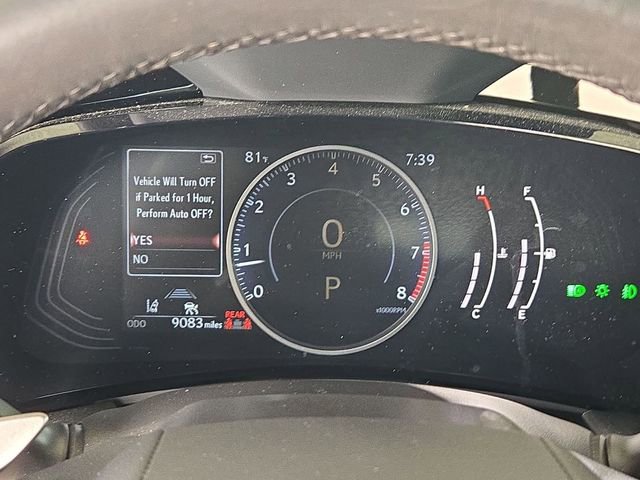 Vehicle Will Turn OFF
if Parked for 1 Hour,
Perform Auto OFF?
YES
NO
ODO 9083 miles
REAR
81°F
7:39
0 1 2 3 4 5 6 7 8
0
MPH
P
x1000RPM
H
C
F
E